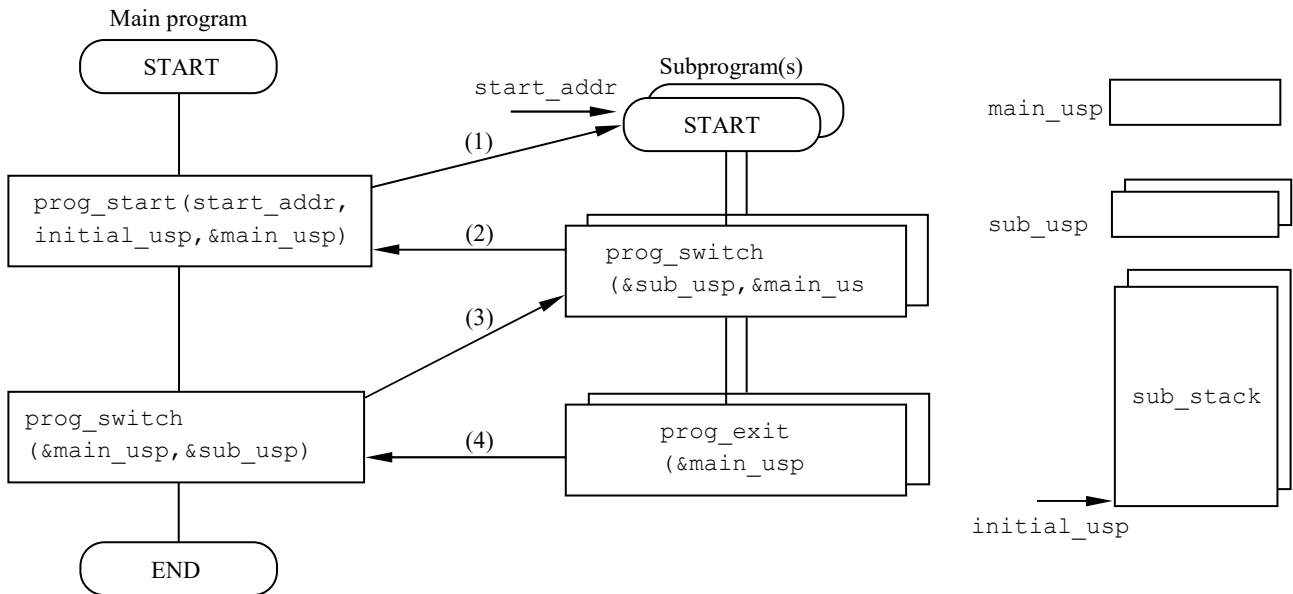 Main program
START
Subprogram(s)
start_addr
START
main_usp
(1)
prog_start(start_addr,
initial_usp,&main_usp)
(2)
prog_switch
(&sub_usp,&main_us
sub_usp
(3)
prog_switch
(&main_usp,&sub_usp)
(4)
prog_exit
(&main_usp
sub_stack
initial_usp
END